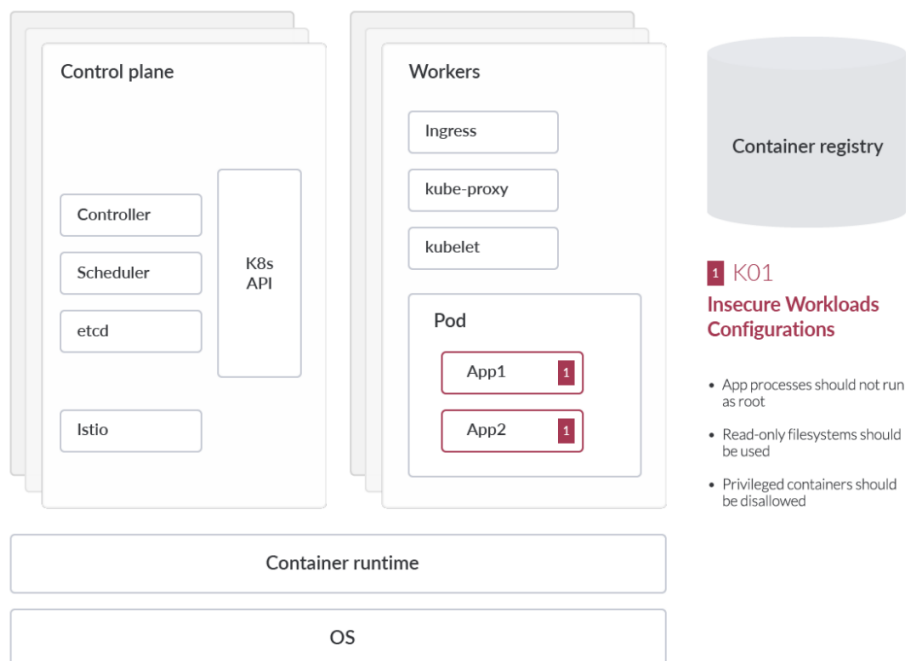 Control plane
Controller
Scheduler
etcd
Istio
K8s
API
Workers
Ingress
kube-proxy
kubelet
Pod
App1
1
App2
1
Container registry
1 K01
Insecure Workloads
Configurations
• App processes should not run
as root
• Read-only filesystems should
be used
• Privileged containers should
be disallowed
Container runtime
OS